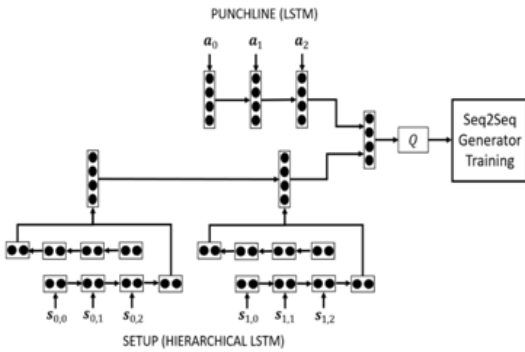 PUNCHLINE (LSTM)
a₀ a₁ a₂
Seq2Seq
Generator
Training
Q
s₀,₀ s₀,₁ s₀,₂ s₁,₀ s₁,₁ s₁,₂
SETUP (HIERARCHICAL LSTM)